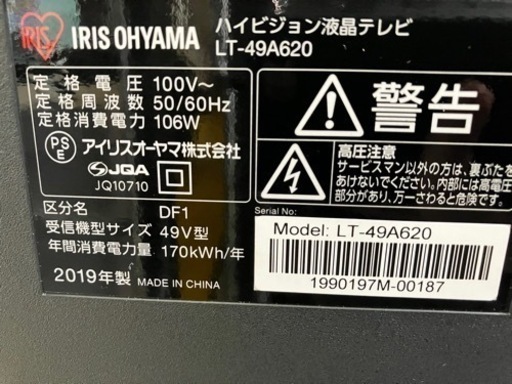 IRIS IRIS OHYAMA ハイビジョン液晶テレビ
LT-49A620
定格電圧 100V~
定格周波数 50/60Hz
定格消費電力 106W
PSE アイリスオーヤマ株式会社
JQA
JQ10710
区分名 DF1
受信機型サイズ 49V型
年間消費電力量 170kWh/年
2019年製 MADE IN CHINA
警告
高圧注意
サービスマン以外の方は、裏ぶたを
あけないでください。内部には高電圧
部分があり、万一さわると危険です。
Serial No:
Model: LT-49A620
1990197M-00187